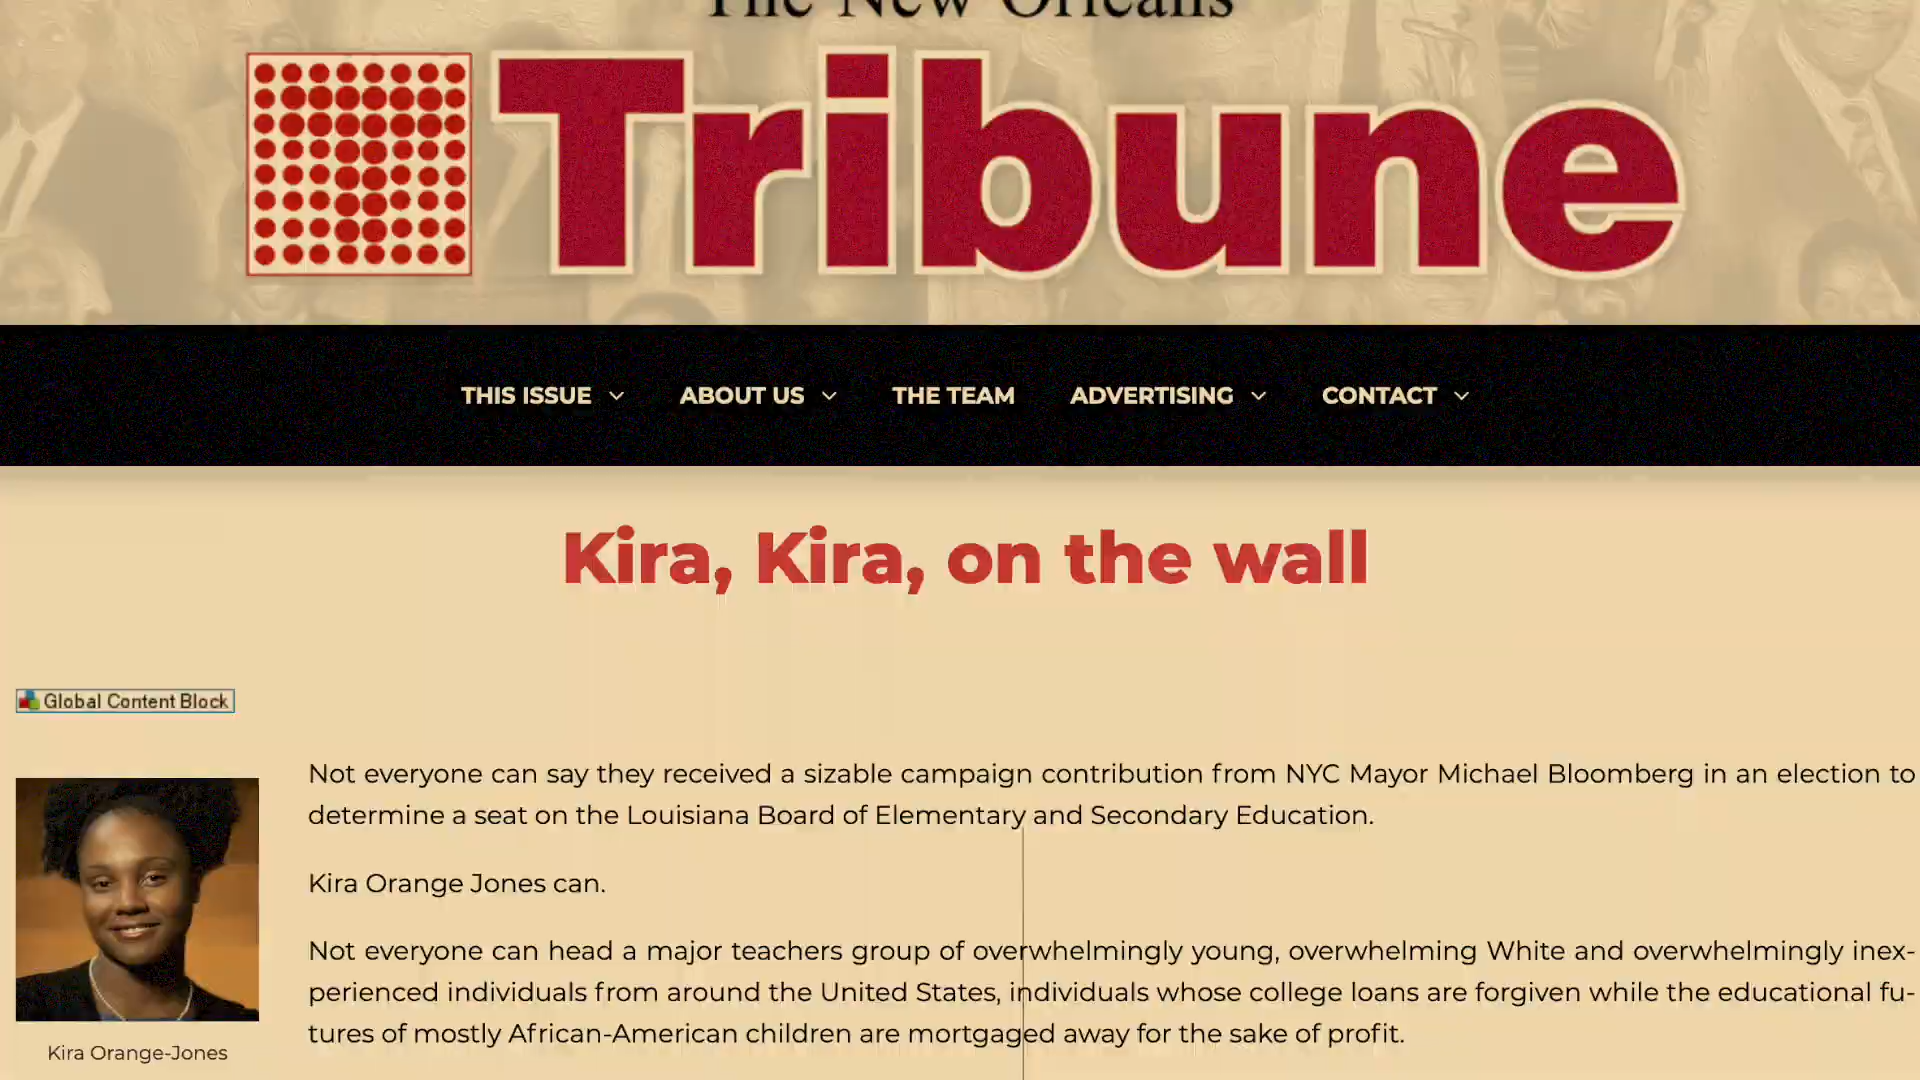 The New Orleans
Tribune
THIS ISSUE ABOUT US THE TEAM ADVERTISING CONTACT
Kira, Kira, on the wall
Global Content Block
Not everyone can say they received a sizable campaign contribution from NYC Mayor Michael Bloomberg in an election to
determine a seat on the Louisiana Board of Elementary and Secondary Education.
Kira Orange Jones can.
Not everyone can head a major teachers group of overwhelmingly young, overwhelming White and overwhelmingly inex-
perienced individuals from around the United States, individuals whose college loans are forgiven while the educational fu-
tures of mostly African-American children are mortgaged away for the sake of profit.
Kira Orange-Jones